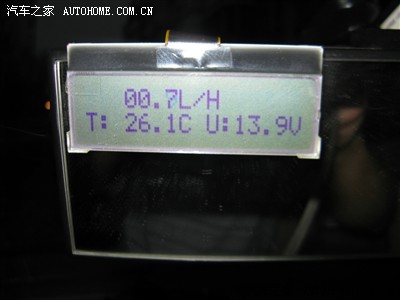 汽车之家 AUTOHOME.COM.CN
00.7L/H
T: 26.1C U:13.9V